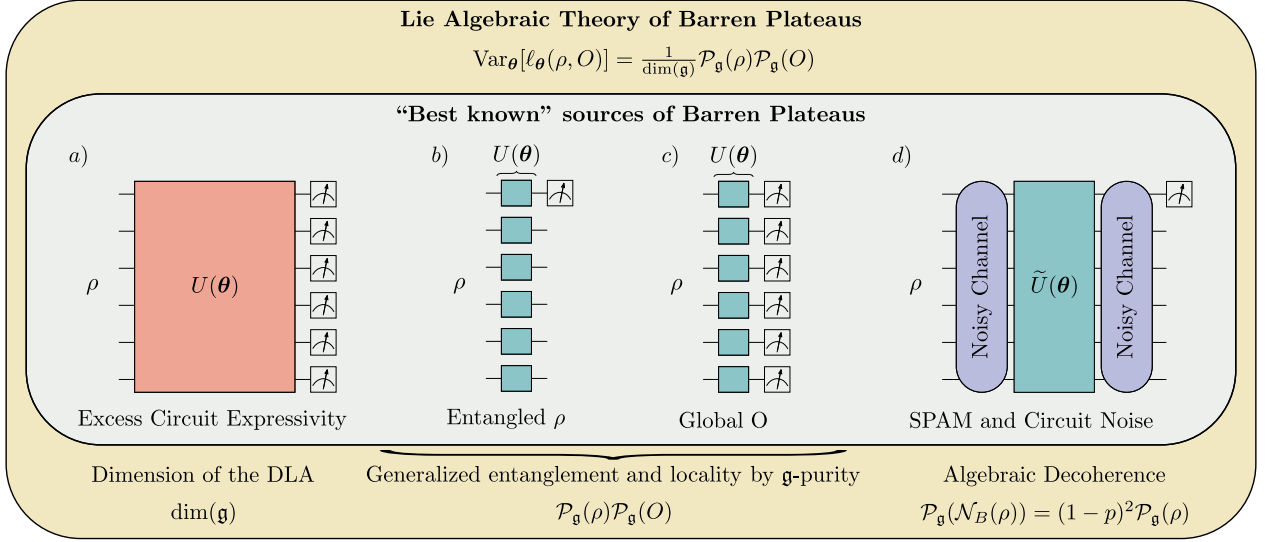 Lie Algebraic Theory of Barren Plateaus
Var_𝜽[ℓ_𝜽(ρ, O)] = 1/dim(𝔤) 𝒫_𝔤(ρ)𝒫_𝔤(O)
“Best known” sources of Barren Plateaus
a)
ρ
U(𝜽)
Excess Circuit Expressivity
b)
U(𝜽)
ρ
Entangled ρ
c)
U(𝜽)
ρ
Global O
d)
ρ
Noisy Channel
Ũ(𝜽)
Noisy Channel
SPAM and Circuit Noise
Dimension of the DLA
dim(𝔤)
Generalized entanglement and locality by 𝔤-purity
𝒫_𝔤(ρ)𝒫_𝔤(O)
Algebraic Decoherence
𝒫_𝔤(𝒩_B(ρ)) = (1 − p)²𝒫_𝔤(ρ)